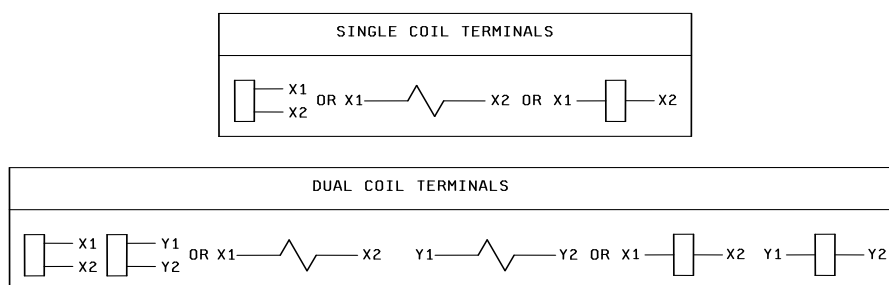 SINGLE COIL TERMINALS
X1
X2
OR X1 X2 OR X1 X2
DUAL COIL TERMINALS
X1 Y1
X2 Y2
OR X1 X2 Y1 Y2 OR X1 X2 Y1 Y2